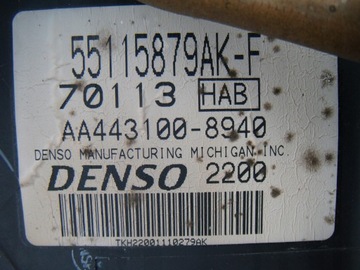 55115879AK-F
70113 HAB
AA443100-8940
DENSO MANUFACTURING MICHIGAN INC.
DENSO 2200
TKH22001110279AK